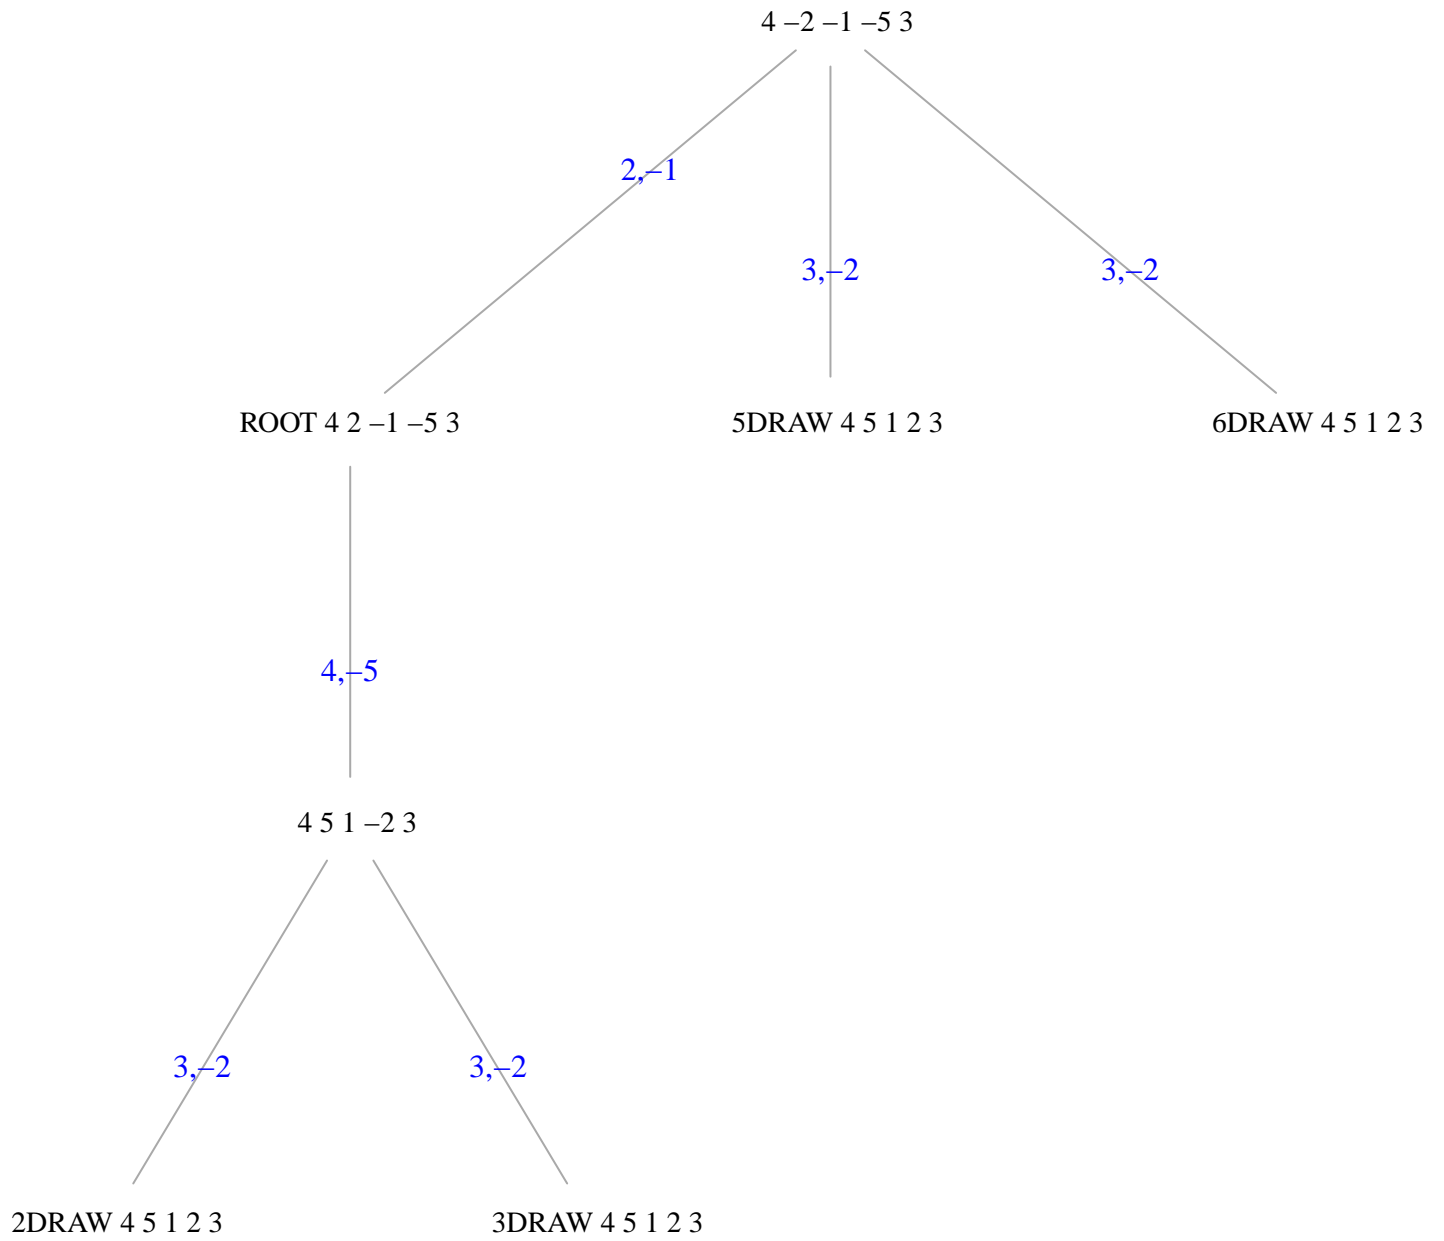 4 –2 –1 –5 3
2,–1
3,–2
3,–2
ROOT 4 2 –1 –5 3
5DRAW 4 5 1 2 3
6DRAW 4 5 1 2 3
4,–5
4 5 1 –2 3
3,–2
3,–2
2DRAW 4 5 1 2 3
3DRAW 4 5 1 2 3